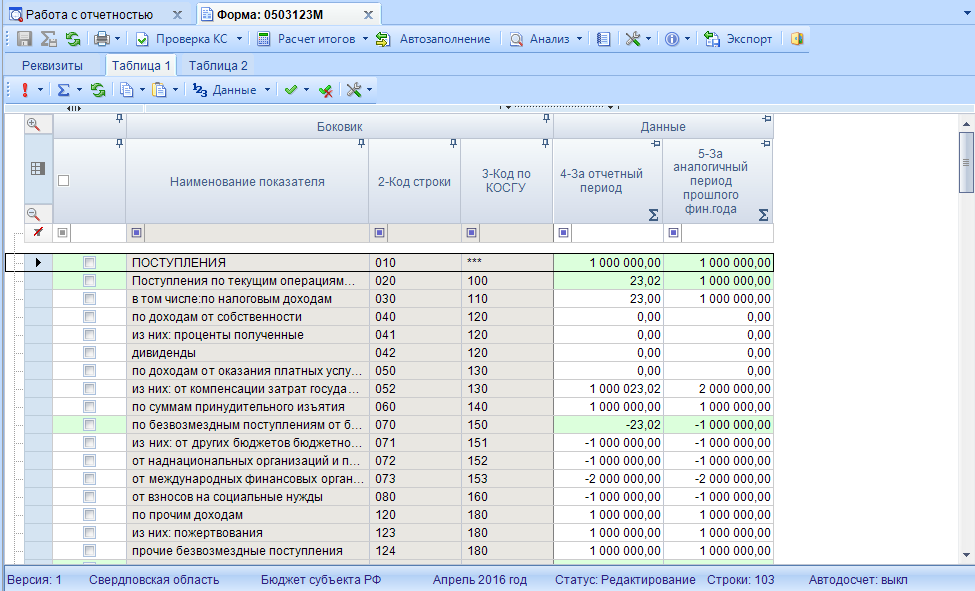 Работа с отчетностью Форма: 0503123М
Проверка КС Расчет итогов Автозаполнение Анализ Экспорт
Реквизиты Таблица 1 Таблица 2
Данные
Боковик Данные
Наименование показателя 2-Код строки 3-Код по КОСГУ 4-За отчетный период 5-За аналогичный период прошлого фин.года
ПОСТУПЛЕНИЯ 010 *** 1 000 000,00 1 000 000,00
Поступления по текущим операциям... 020 100 23,02 1 000 000,00
в том числе:по налоговым доходам 030 110 23,00 1 000 000,00
по доходам от собственности 040 120 0,00 0,00
из них: проценты полученные 041 120 0,00 0,00
дивиденды 042 120 0,00 0,00
по доходам от оказания платных услу... 050 130 0,00 0,00
из них: от компенсации затрат госуда... 052 130 1 000 023,02 2 000 000,00
по суммам принудительного изъятия 060 140 1 000 000,00 1 000 000,00
по безвозмездным поступлениям от б... 070 150 -23,02 -1 000 000,00
из них: от других бюджетов бюджетно... 071 151 -1 000 000,00 -1 000 000,00
от наднациональных организаций и п... 072 152 -1 000 000,00 -1 000 000,00
от международных финансовых орган... 073 153 -2 000 000,00 -2 000 000,00
от взносов на социальные нужды 080 160 -1 000 000,00 -1 000 000,00
по прочим доходам 120 180 1 000 000,00 1 000 000,00
из них: пожертвования 123 180 1 000 000,00 1 000 000,00
прочие безвозмездные поступления 124 180 1 000 000,00 1 000 000,00
Версия: 1 Свердловская область Бюджет субъекта РФ Апрель 2016 год Статус: Редактирование Строки: 103 Автодосчет: выкл